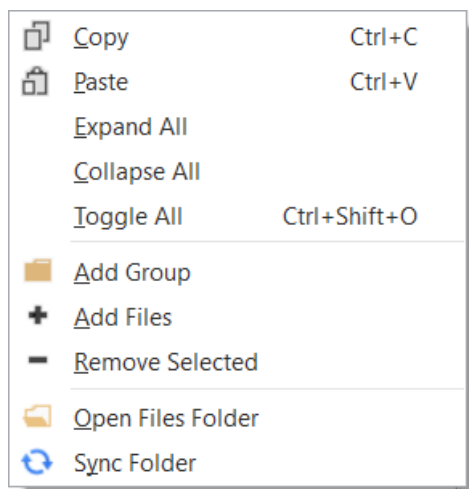 Copy Ctrl+C
Paste Ctrl+V
Expand All
Collapse All
Toggle All Ctrl+Shift+O
Add Group
Add Files
Remove Selected
Open Files Folder
Sync Folder